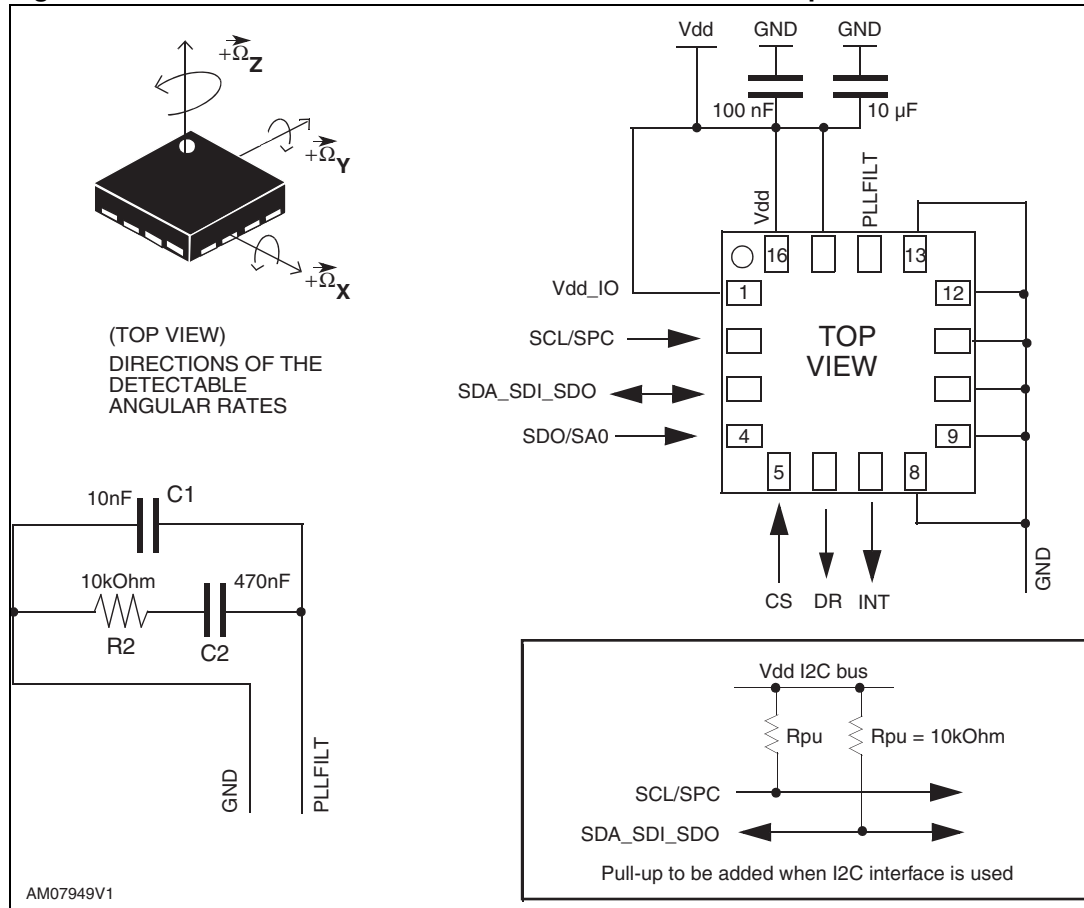 +Ω Z
+Ω Y
+Ω X
(TOP VIEW)
DIRECTIONS OF THE
DETECTABLE
ANGULAR RATES
Vdd
GND
GND
100 nF
10 µF
Vdd
PLLFILT
16
13
Vdd_IO
1
12
SCL/SPC
TOP
VIEW
SDA_SDI_SDO
SDO/SA0
4
9
5
8
CS
DR
INT
GND
10nF
C1
10kOhm
470nF
R2
C2
GND
PLLFILT
Vdd I2C bus
Rpu
Rpu = 10kOhm
SCL/SPC
SDA_SDI_SDO
Pull-up to be added when I2C interface is used
AM07949V1